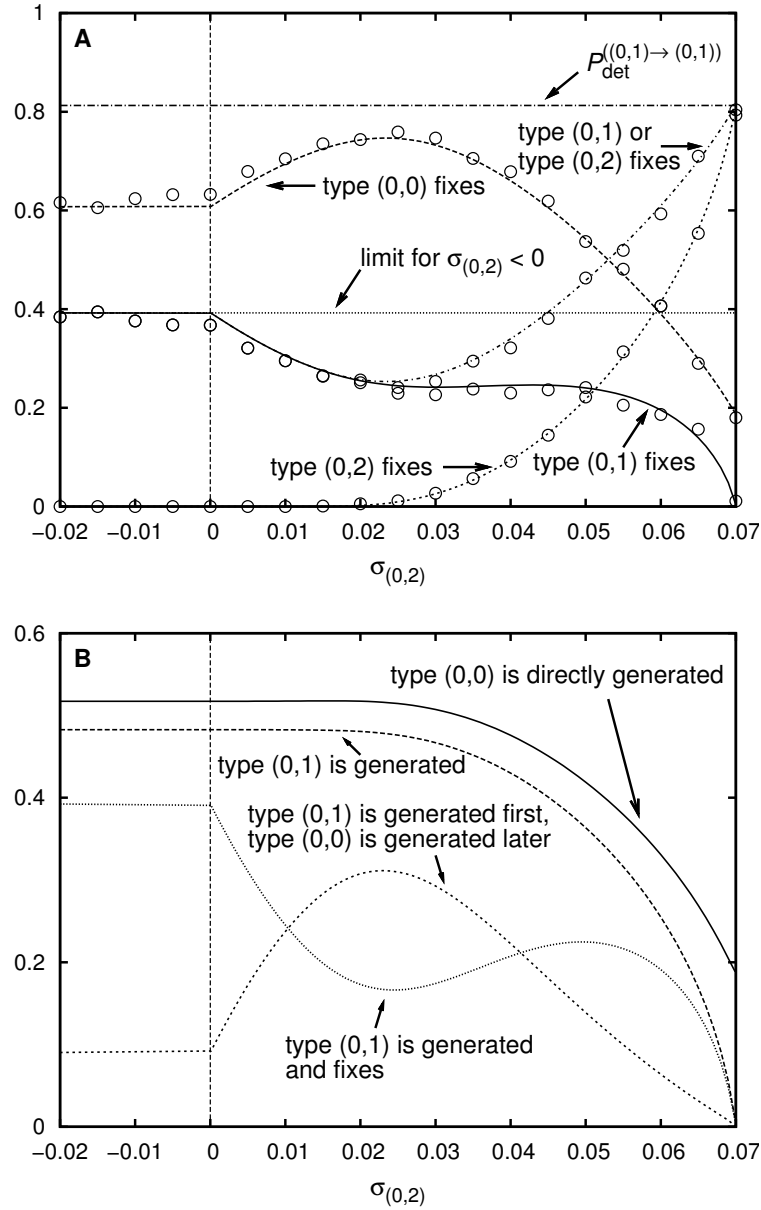 1
A
P_det^((0,1)→(0,1))
0.8
type (0,1) or
type (0,2) fixes
type (0,0) fixes
0.6
limit for σ(0,2) < 0
0.4
0.2
type (0,2) fixes
type (0,1) fixes
0
−0.02 −0.01 0 0.01 0.02 0.03 0.04 0.05 0.06 0.07
σ(0,2)
0.6
B
type (0,0) is directly generated
type (0,1) is generated
0.4
type (0,1) is generated first,
type (0,0) is generated later
0.2
type (0,1) is generated
and fixes
0
−0.02 −0.01 0 0.01 0.02 0.03 0.04 0.05 0.06 0.07
σ(0,2)